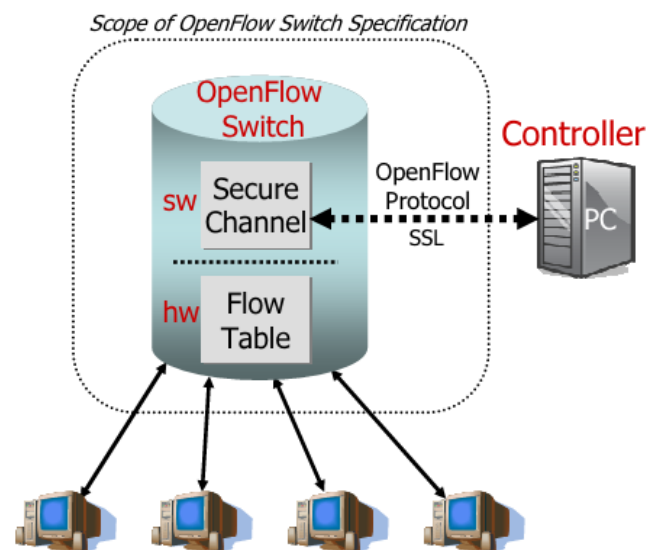 Scope of OpenFlow Switch Specification
OpenFlow
Switch
Controller
sw
Secure
Channel
OpenFlow
Protocol
SSL
PC
hw
Flow
Table